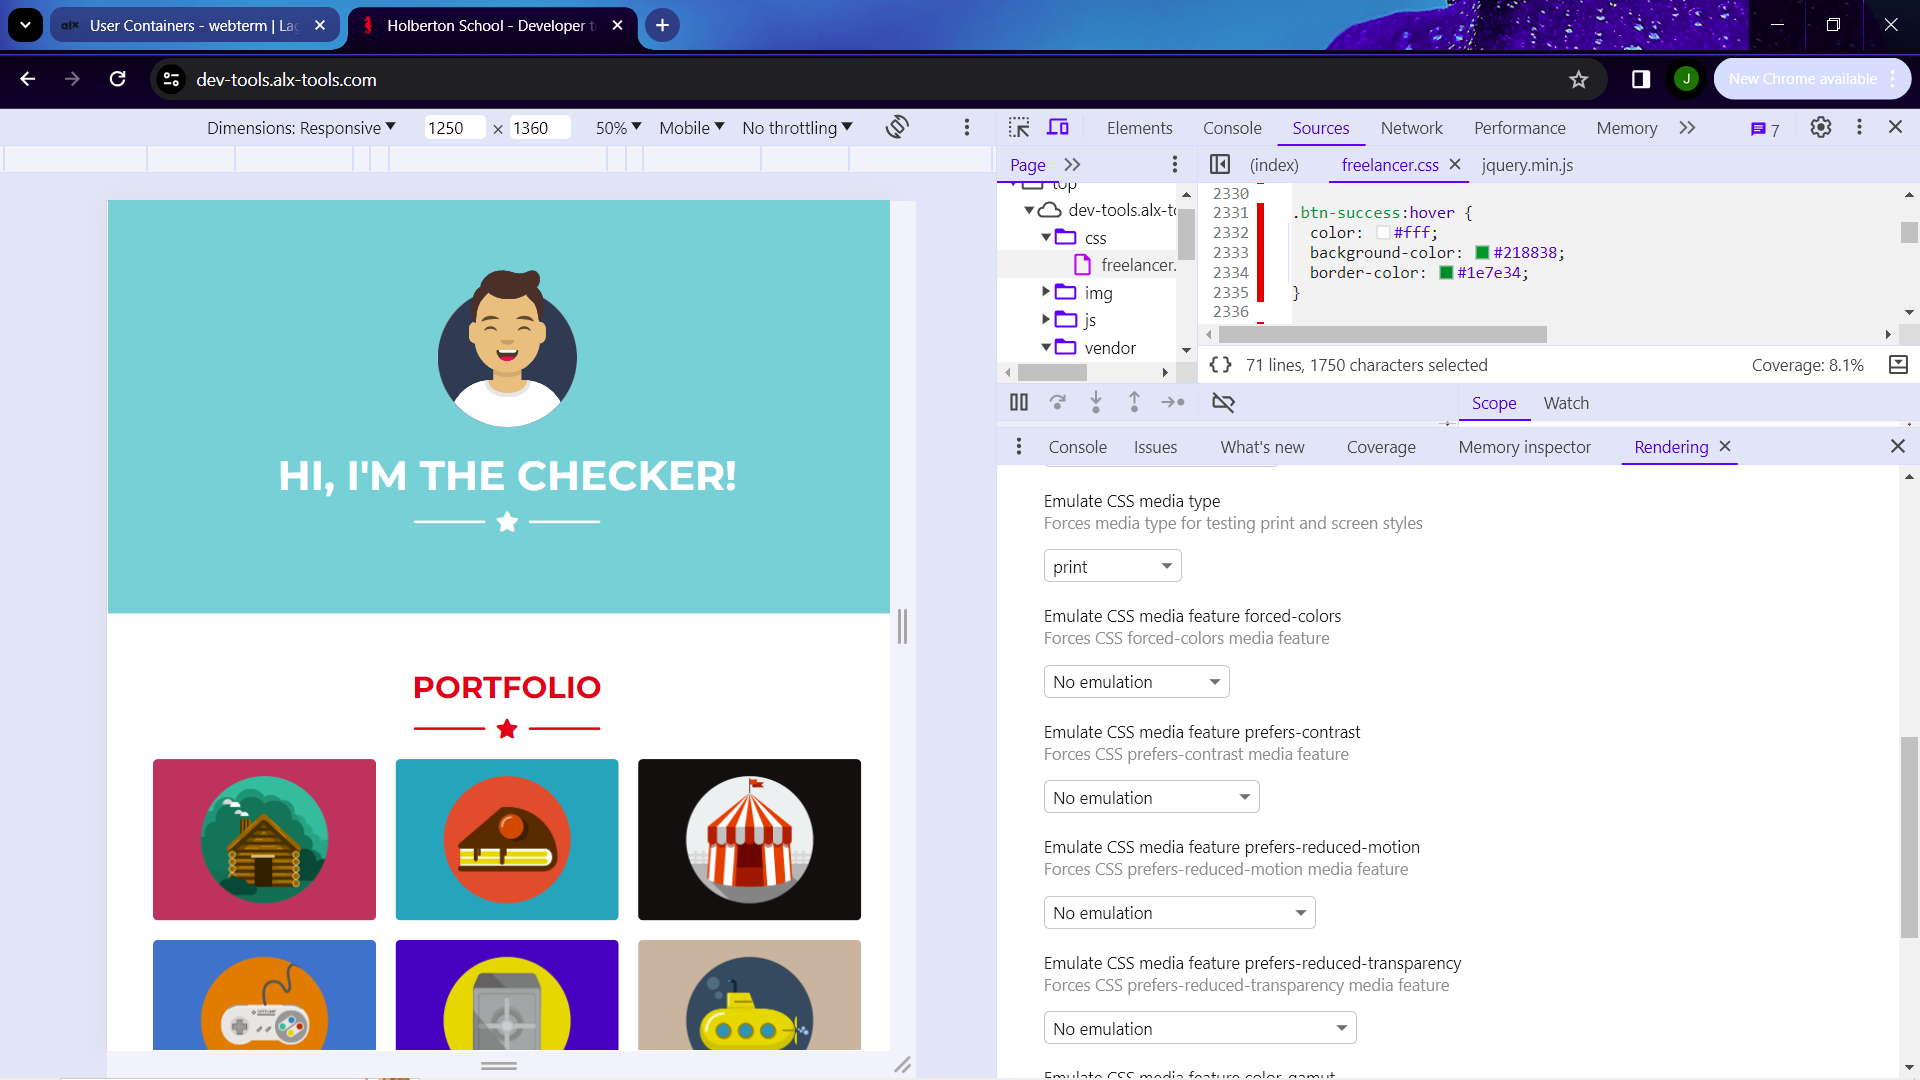 alx User Containers - webterm | Lag
Holberton School - Developer t
dev-tools.alx-tools.com
J
New Chrome available
Dimensions: Responsive 1250 × 1360 50% Mobile No throttling
Elements Console Sources Network Performance Memory 7
Page
(index) freelancer.css jquery.min.js
top
dev-tools.alx-t
css
freelancer.
img
js
vendor
2330
2331 .btn-success:hover {
2332 color: #fff;
2333 background-color: #218838;
2334 border-color: #1e7e34;
2335 }
2336
{} 71 lines, 1750 characters selected Coverage: 8.1%
Scope Watch
Console Issues What's new Coverage Memory inspector Rendering
Emulate CSS media type
Forces media type for testing print and screen styles
print
Emulate CSS media feature forced-colors
Forces CSS forced-colors media feature
No emulation
Emulate CSS media feature prefers-contrast
Forces CSS prefers-contrast media feature
No emulation
Emulate CSS media feature prefers-reduced-motion
Forces CSS prefers-reduced-motion media feature
No emulation
Emulate CSS media feature prefers-reduced-transparency
Forces CSS prefers-reduced-transparency media feature
No emulation
Emulate CSS media feature color-gamut
HI, I'M THE CHECKER!
PORTFOLIO